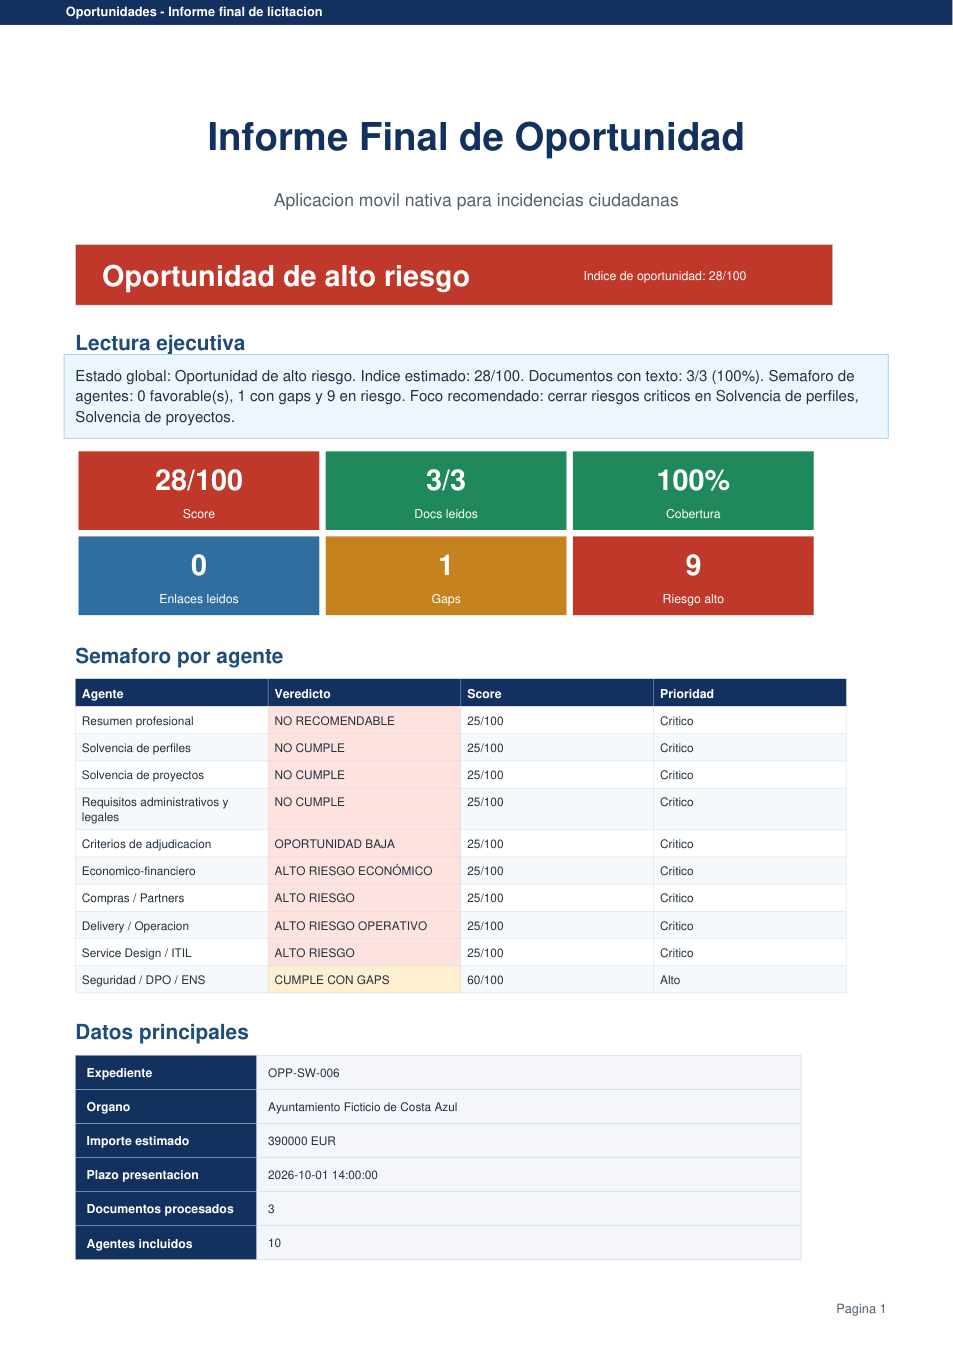 Oportunidades - Informe final de licitacion
Informe Final de Oportunidad
Aplicacion movil nativa para incidencias ciudadanas
Oportunidad de alto riesgo
Indice de oportunidad: 28/100
Lectura ejecutiva
Estado global: Oportunidad de alto riesgo. Indice estimado: 28/100. Documentos con texto: 3/3 (100%). Semaforo de
agentes: 0 favorable(s), 1 con gaps y 9 en riesgo. Foco recomendado: cerrar riesgos criticos en Solvencia de perfiles,
Solvencia de proyectos.
28/100 3/3 100%
Score Docs leidos Cobertura
0 1 9
Enlaces leidos Gaps Riesgo alto
Semaforo por agente
Agente Veredicto Score Prioridad
Resumen profesional NO RECOMENDABLE 25/100 Critico
Solvencia de perfiles NO CUMPLE 25/100 Critico
Solvencia de proyectos NO CUMPLE 25/100 Critico
Requisitos administrativos y NO CUMPLE 25/100 Critico
legales
Criterios de adjudicacion OPORTUNIDAD BAJA 25/100 Critico
Economico-financiero ALTO RIESGO ECONÓMICO 25/100 Critico
Compras / Partners ALTO RIESGO 25/100 Critico
Delivery / Operacion ALTO RIESGO OPERATIVO 25/100 Critico
Service Design / ITIL ALTO RIESGO 25/100 Critico
Seguridad / DPO / ENS CUMPLE CON GAPS 60/100 Alto
Datos principales
Expediente OPP-SW-006
Organo Ayuntamiento Ficticio de Costa Azul
Importe estimado 390000 EUR
Plazo presentacion 2026-10-01 14:00:00
Documentos procesados 3
Agentes incluidos 10
Pagina 1